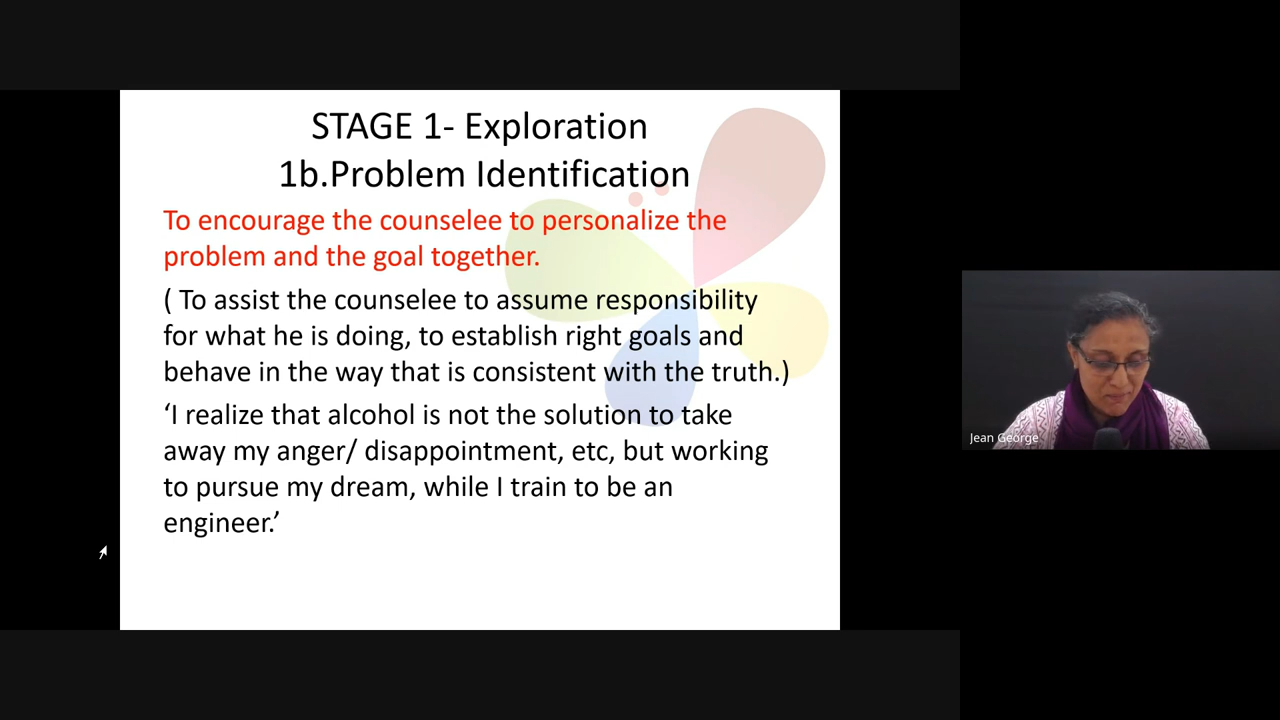 STAGE 1- Exploration
1b.Problem Identification
To encourage the counselee to personalize the
problem and the goal together.
( To assist the counselee to assume responsibility
for what he is doing, to establish right goals and
behave in the way that is consistent with the truth.)
‘I realize that alcohol is not the solution to take
away my anger/ disappointment, etc, but working
to pursue my dream, while I train to be an
engineer.’
Jean George